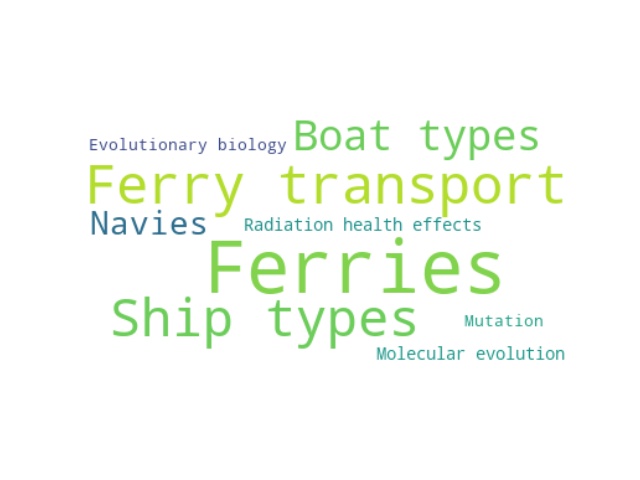 Evolutionary biology
Boat types
Ferry transport
Navies
Radiation health effects
Ferries
Ship types
Mutation
Molecular evolution